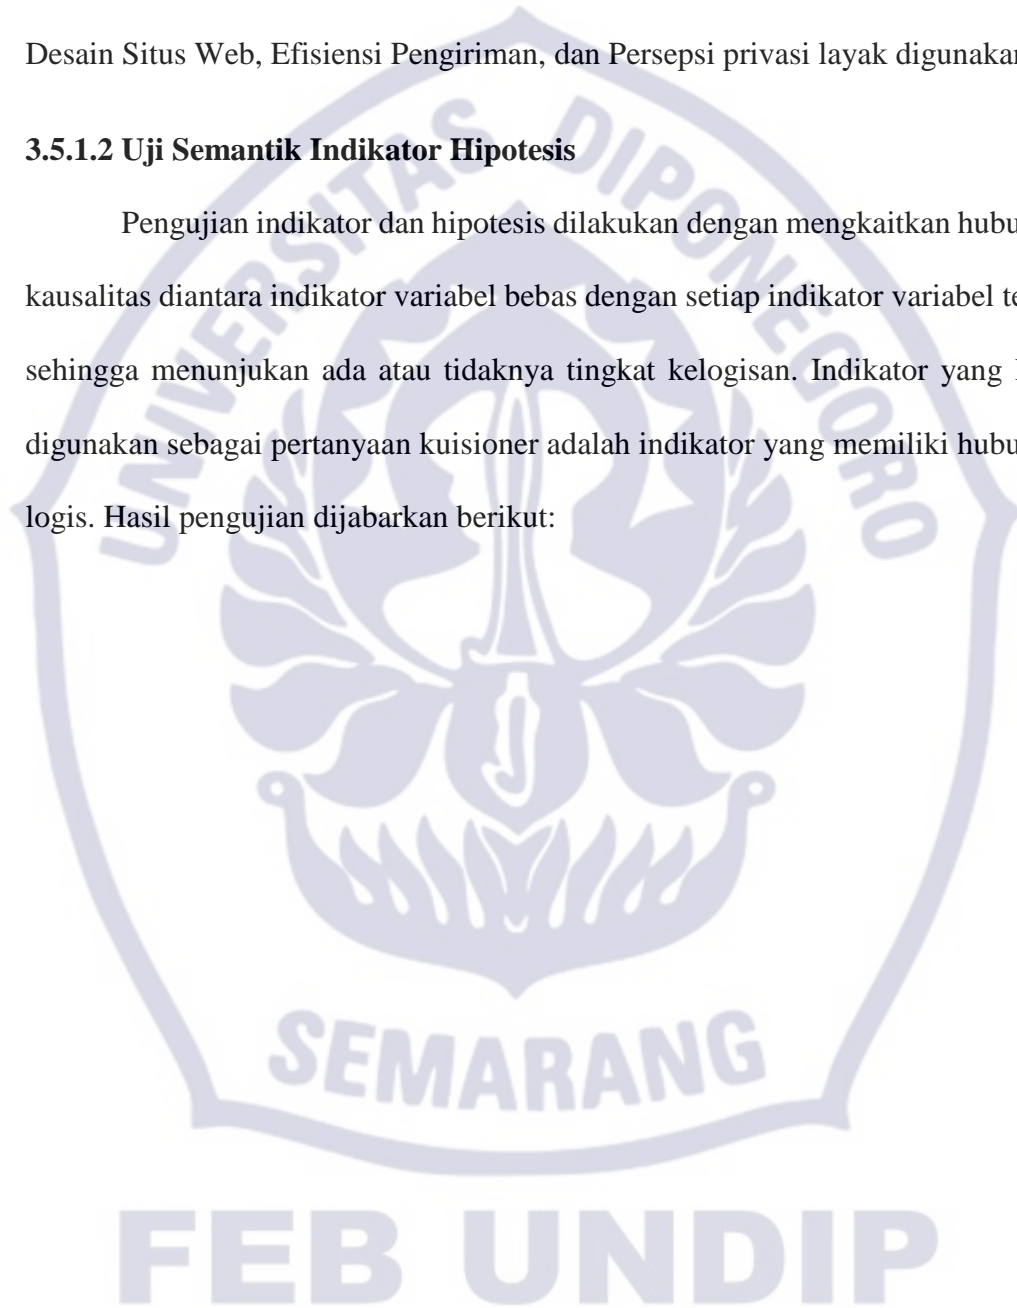 Desain Situs Web, Efisiensi Pengiriman, dan Persepsi privasi layak digunakan
3.5.1.2 Uji Semantik Indikator Hipotesis
Pengujian indikator dan hipotesis dilakukan dengan mengkaitkan hubu
kausalitas diantara indikator variabel bebas dengan setiap indikator variabel te
sehingga menunjukan ada atau tidaknya tingkat kelogisan. Indikator yang
digunakan sebagai pertanyaan kuisioner adalah indikator yang memiliki hubu
logis. Hasil pengujian dijabarkan berikut:
UNIVERSITAS DIPONEGORO
SEMARANG
FEB UNDIP